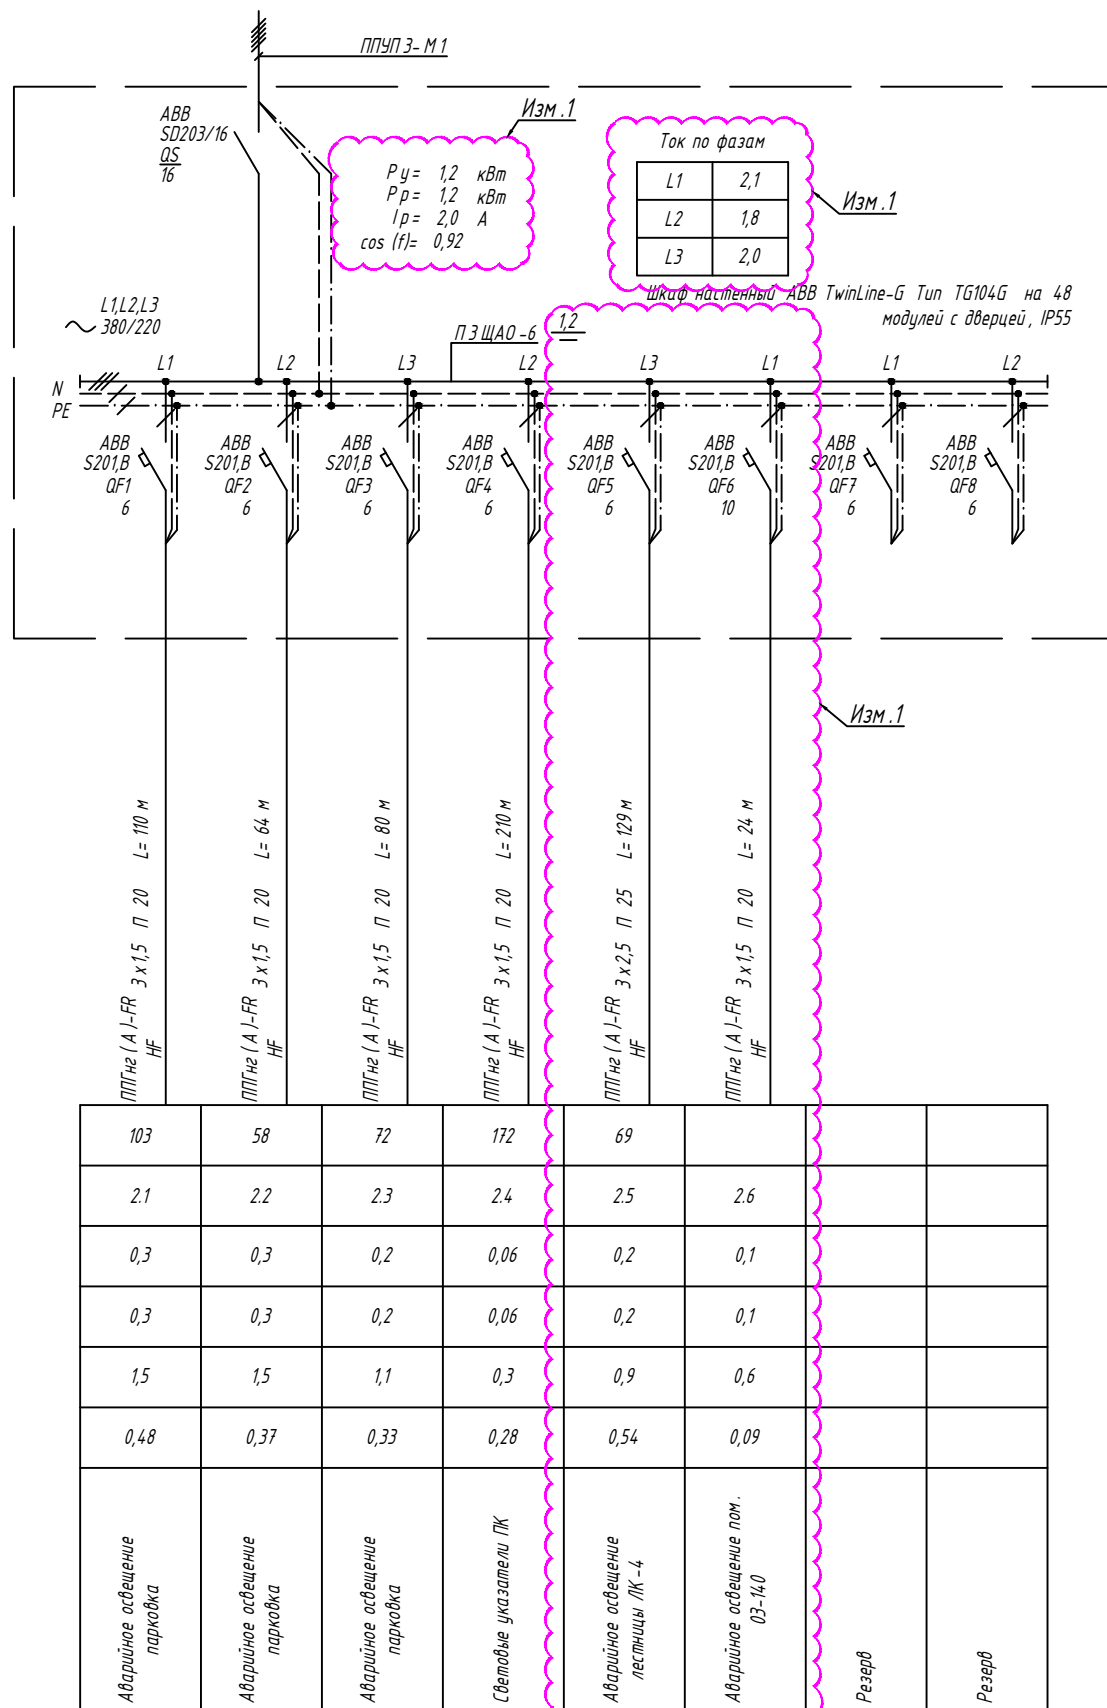 ППУП 3-М1
ABB
SD203/16
QS
16
Изм.1
Pу= 1,2 кВт
Pр= 1,2 кВт
Iр= 2,0 А
cos (f)= 0,92
Ток по фазам
L1 2,1
L2 1,8
L3 2,0
Изм.1
Шкаф настенный ABB TwinLine-G Тип TG104G на 48
модулей с дверцей, IP55
L1,L2,L3
380/220
П 3 ЩАО-6
1,2
N
PE
L1 L2 L3 L2 L3 L1 L1 L2
ABB ABB ABB ABB ABB ABB ABB ABB
S201,B S201,B S201,B S201,B S201,B S201,B S201,B S201,B
QF1 QF2 QF3 QF4 QF5 QF6 QF7 QF8
6 6 6 6 6 10 6 6
Изм.1
ППГнг(А)-FR 3x1,5 П 20 L= 110 м
HF
ППГнг(А)-FR 3x1,5 П 20 L= 64 м
HF
ППГнг(А)-FR 3x1,5 П 20 L= 80 м
HF
ППГнг(А)-FR 3x1,5 П 20 L= 210 м
HF
ППГнг(А)-FR 3x2,5 П 25 L= 129 м
HF
ППГнг(А)-FR 3x1,5 П 20 L= 24 м
HF
103 58 72 172 69
2.1 2.2 2.3 2.4 2.5 2.6
0,3 0,3 0,2 0,06 0,2 0,1
0,3 0,3 0,2 0,06 0,2 0,1
1,5 1,5 1,1 0,3 0,9 0,6
0,48 0,37 0,33 0,28 0,54 0,09
Аварийное освещение
парковка
Аварийное освещение
парковка
Аварийное освещение
парковка
Световые указатели ПК
Аварийное освещение
лестницы ЛК-4
Аварийное освещение пом.
03-140
Резерв
Резерв